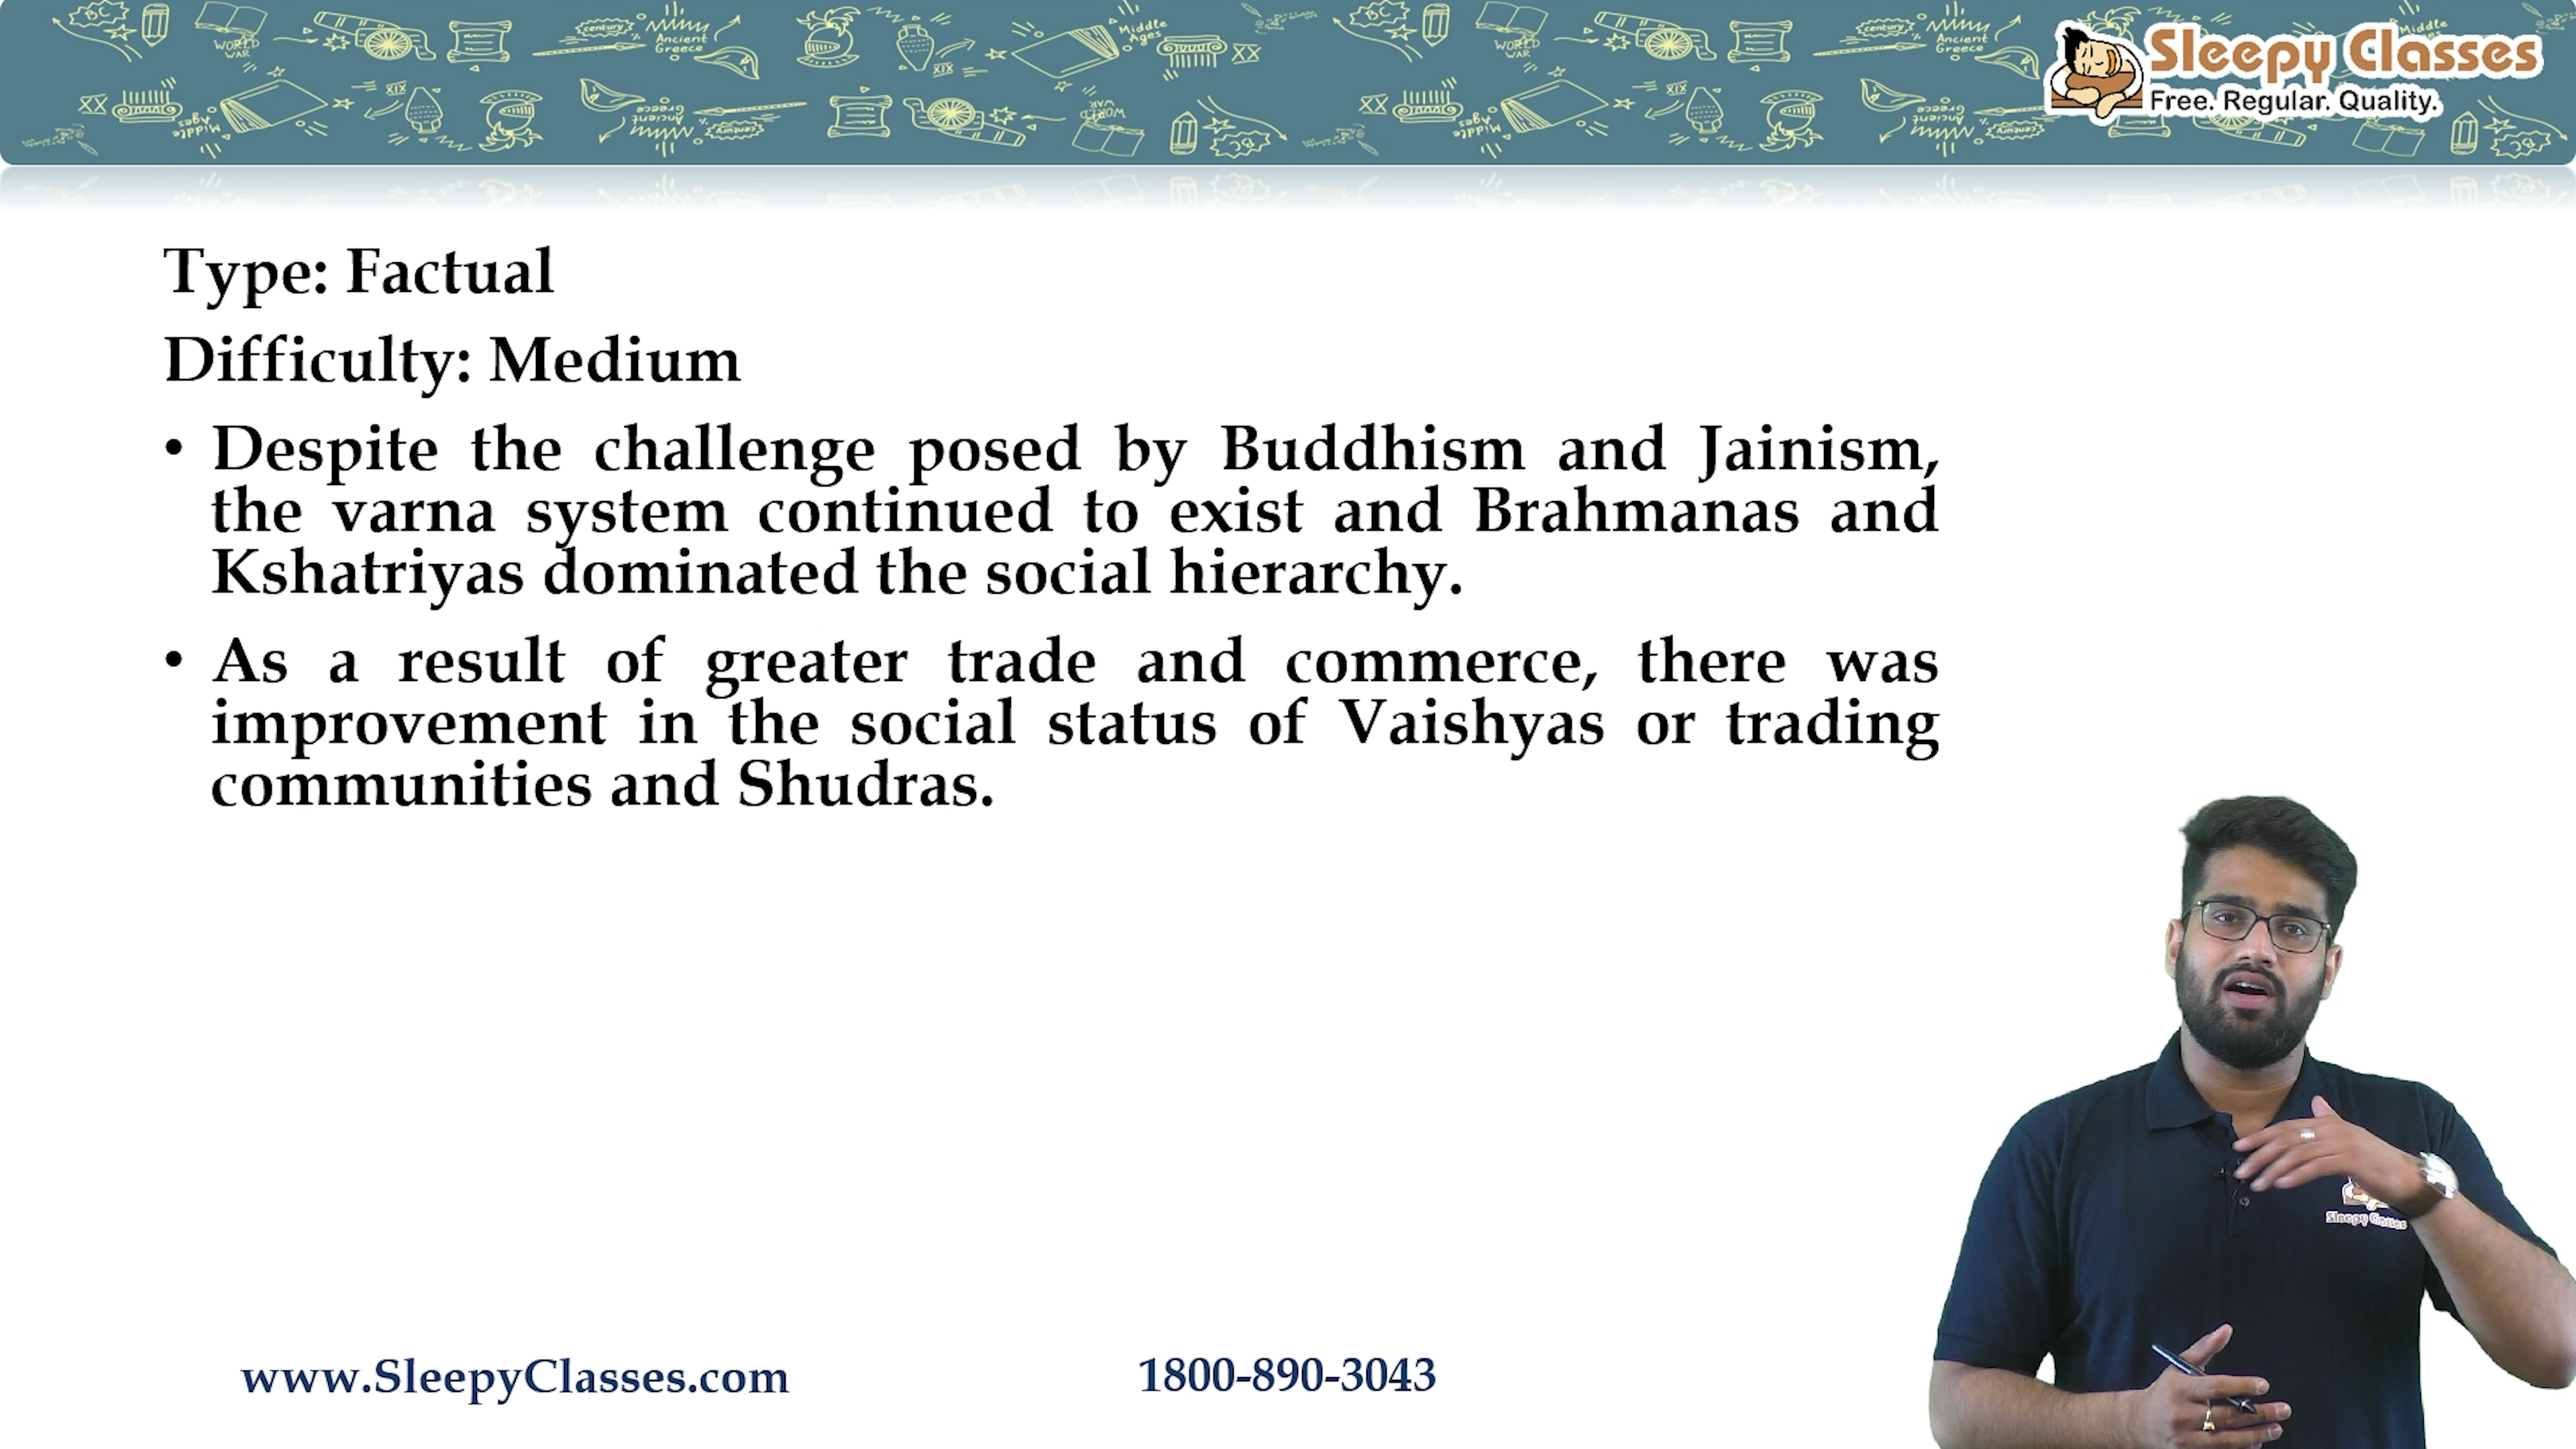 Sleepy Classes
Free. Regular. Quality.
Type: Factual
Difficulty: Medium
• Despite the challenge posed by Buddhism and Jainism,
the varna system continued to exist and Brahmanas and
Kshatriyas dominated the social hierarchy.
• As a result of greater trade and commerce, there was
improvement in the social status of Vaishyas or trading
communities and Shudras.
Sleepy Classes
www.SleepyClasses.com
1800-890-3043